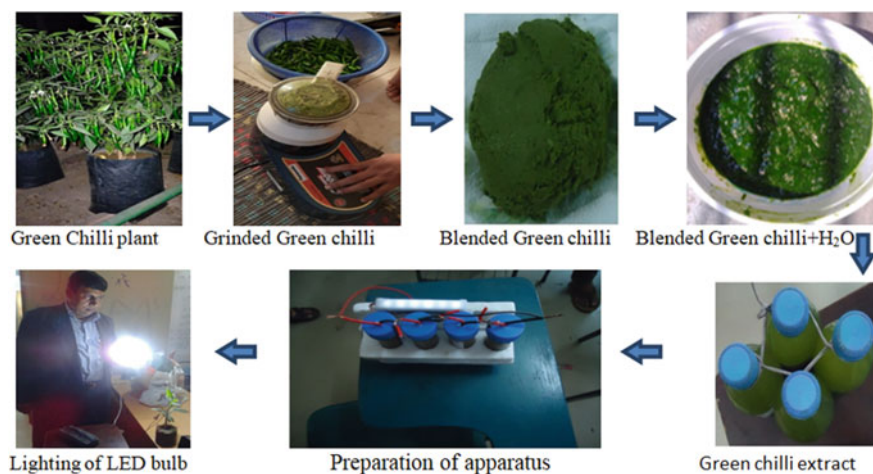 Green Chilli plant
Grinded Green chilli
Blended Green chilli
Blended Green chilli+H₂O
Lighting of LED bulb
Preparation of apparatus
Green chilli extract